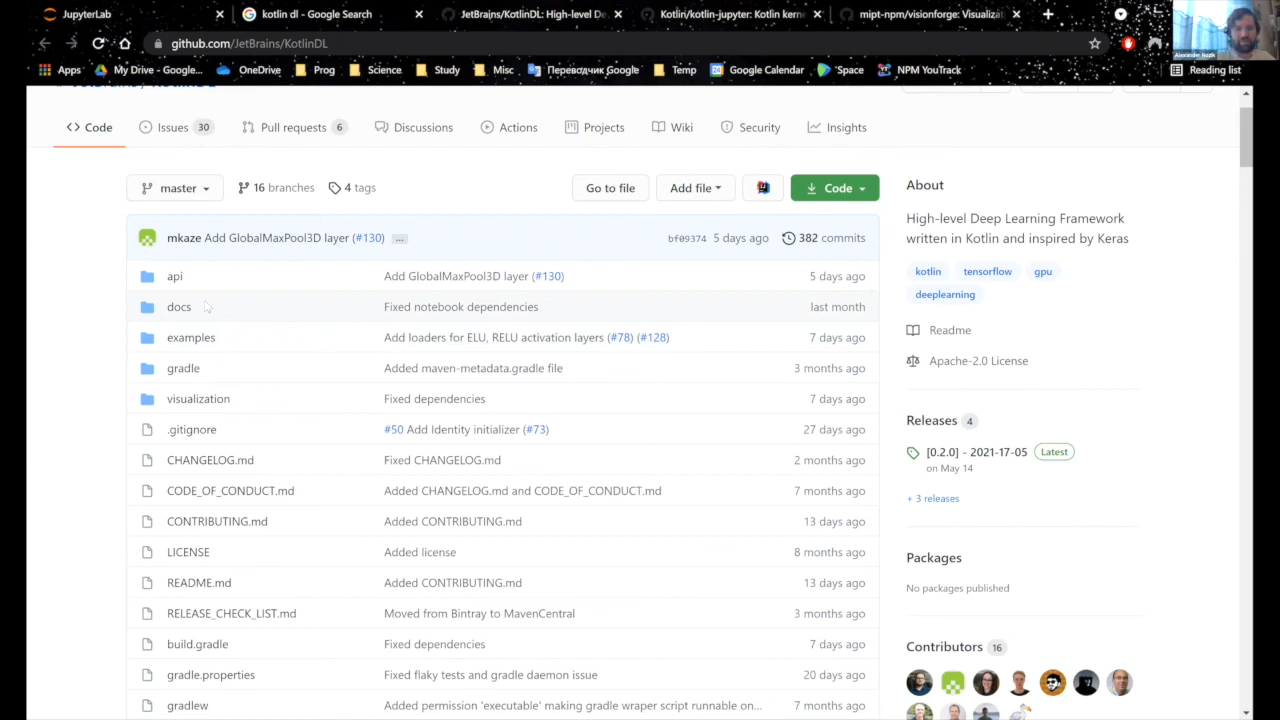 JupyterLab
kotlin dl - Google Search
JetBrains/KotlinDL: High-level De
Kotlin/kotlin-jupyter: Kotlin kern
mipt-npm/visionforge: Visualizat
github.com/JetBrains/KotlinDL
Apps
My Drive - Google...
OneDrive
Prog
Science
Study
Misc
Переводчик Google
Temp
Google Calendar
Space
NPM YouTrack
Reading list
Code
Issues 30
Pull requests 6
Discussions
Actions
Projects
Wiki
Security
Insights
master
16 branches
4 tags
Go to file
Add file
Code
mkaze Add GlobalMaxPool3D layer (#130) ...
bf09374 5 days ago
382 commits
api Add GlobalMaxPool3D layer (#130) 5 days ago
docs Fixed notebook dependencies last month
examples Add loaders for ELU, RELU activation layers (#78) (#128) 7 days ago
gradle Added maven-metadata.gradle file 3 months ago
visualization Fixed dependencies 7 days ago
.gitignore #50 Add Identity initializer (#73) 27 days ago
CHANGELOG.md Fixed CHANGELOG.md 2 months ago
CODE_OF_CONDUCT.md Added CHANGELOG.md and CODE_OF_CONDUCT.md 7 months ago
CONTRIBUTING.md Added CONTRIBUTING.md 13 days ago
LICENSE Added license 8 months ago
README.md Added CONTRIBUTING.md 13 days ago
RELEASE_CHECK_LIST.md Moved from Bintray to MavenCentral 3 months ago
build.gradle Fixed dependencies 7 days ago
gradle.properties Fixed flaky tests and gradle daemon issue 20 days ago
gradlew Added permission 'executable' making gradle wraper script runnable on... 7 months ago
About
High-level Deep Learning Framework
written in Kotlin and inspired by Keras
kotlin tensorflow gpu
deeplearning
Readme
Apache-2.0 License
Releases 4
[0.2.0] - 2021-17-05 Latest
on May 14
+ 3 releases
Packages
No packages published
Contributors 16